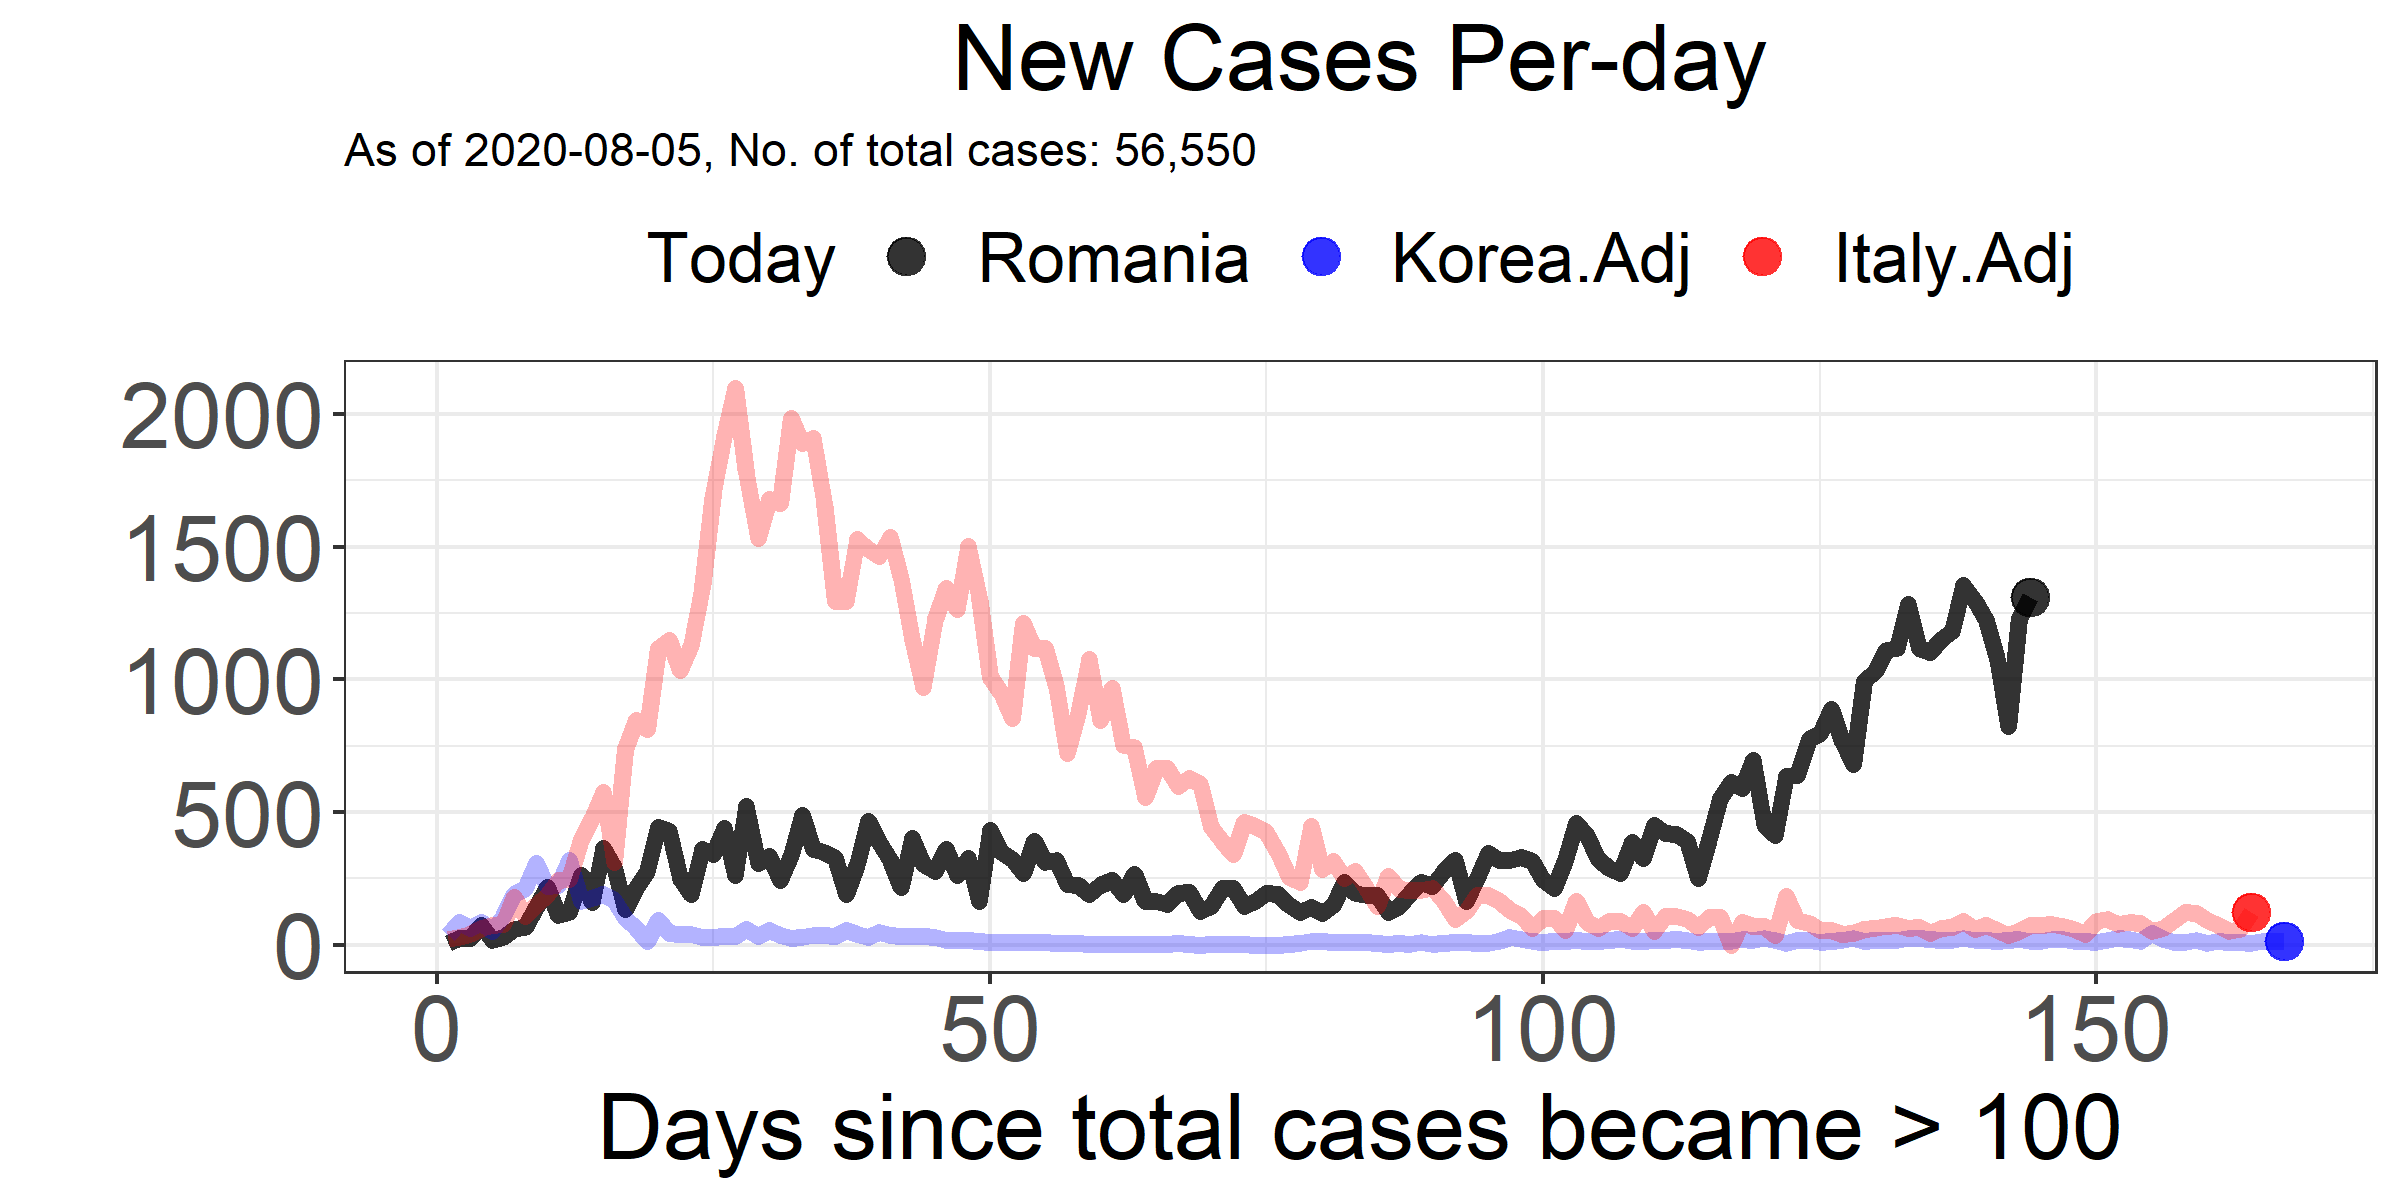 New Cases Per-day
As of 2020-08-05, No. of total cases: 56,550
Today Romania Korea.Adj Italy.Adj
2000
1500
1000
500
0
0 50 100 150
Days since total cases became > 100